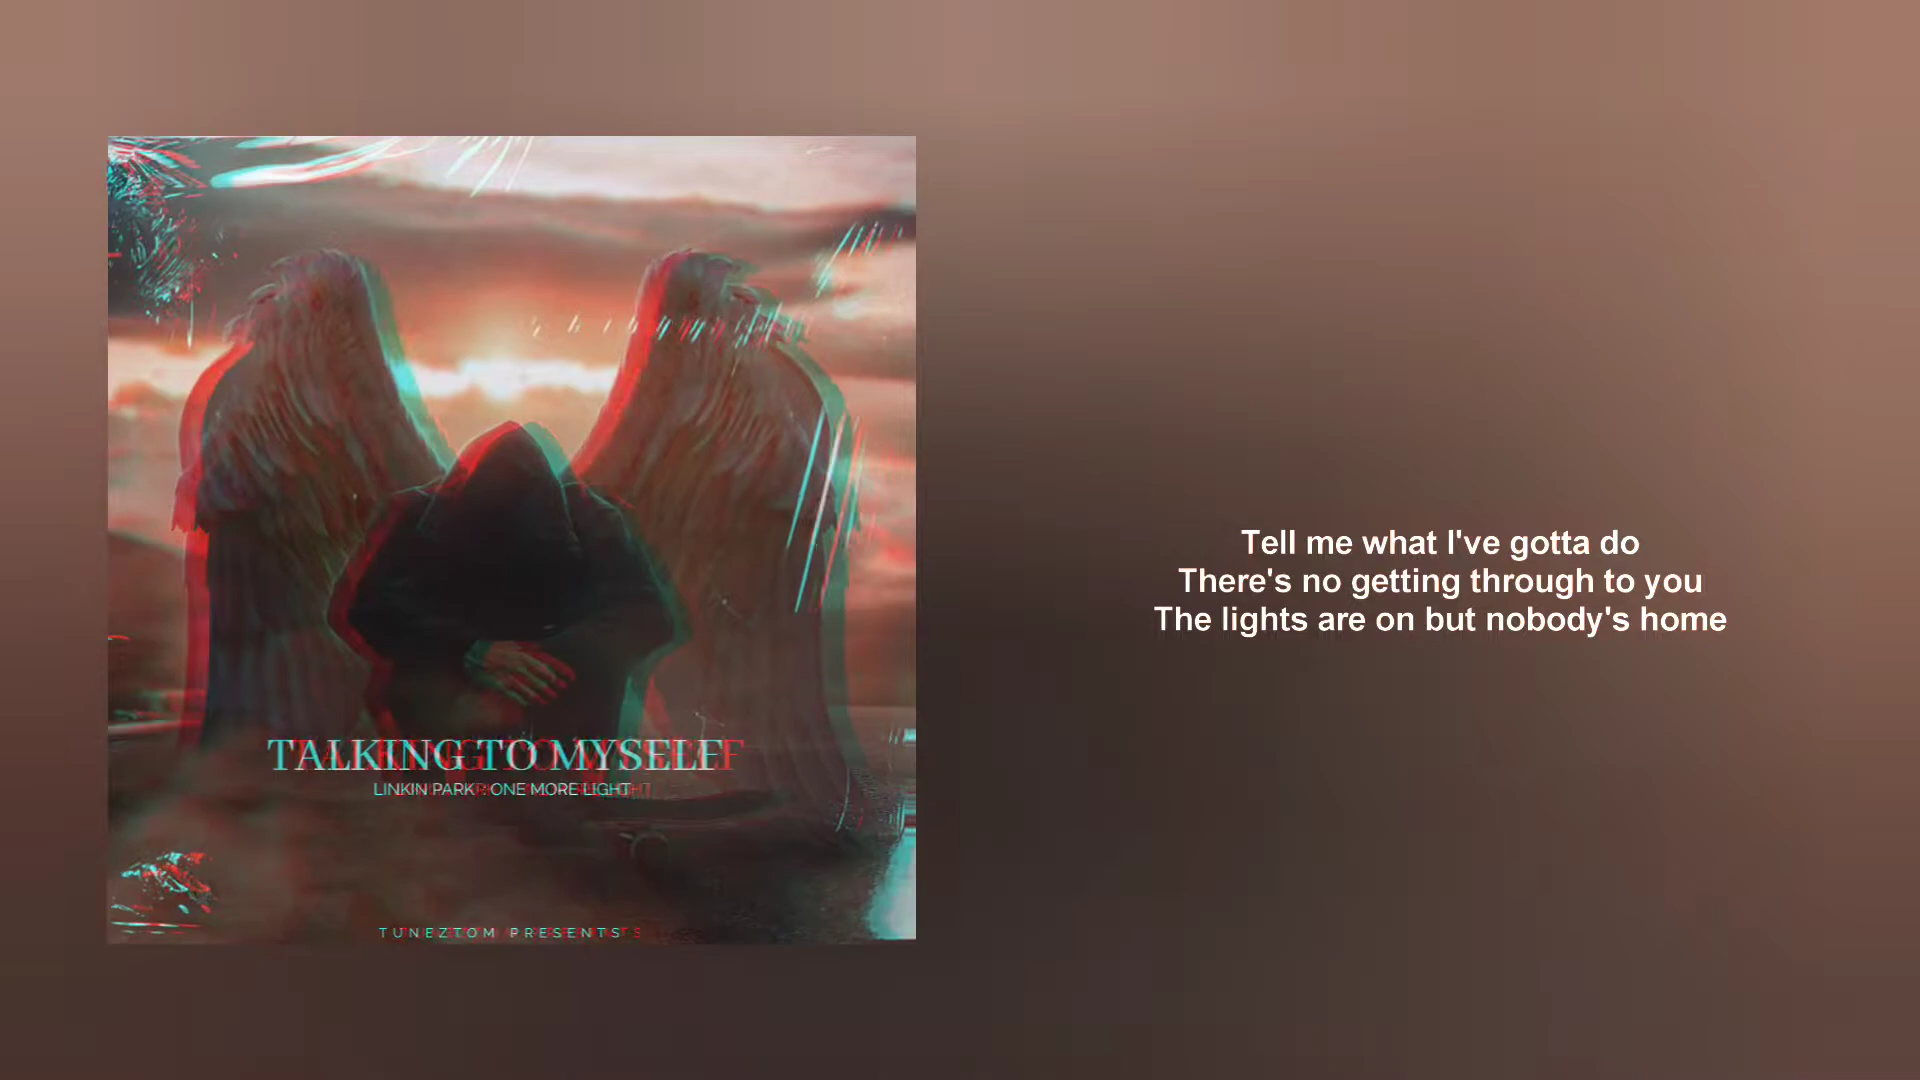 TALKING TO MYSELF
LINKIN PARK ONE MORE LIGHT
TUNEZTOM PRESENTS
Tell me what I've gotta do
There's no getting through to you
The lights are on but nobody's home